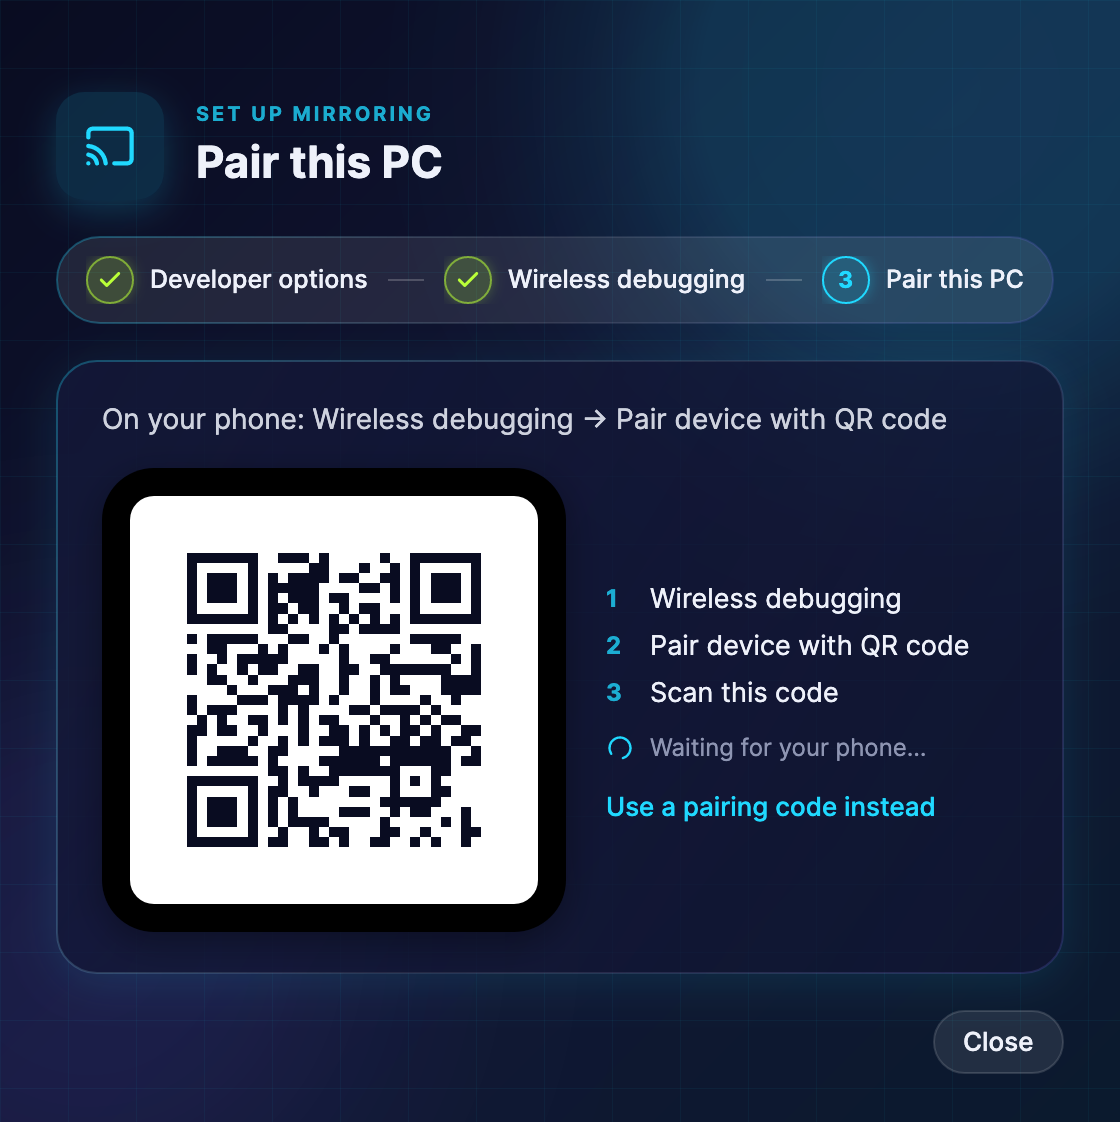 SET UP MIRRORING
Pair this PC
Developer options
Wireless debugging
3 Pair this PC
On your phone: Wireless debugging → Pair device with QR code
1 Wireless debugging
2 Pair device with QR code
3 Scan this code
Waiting for your phone...
Use a pairing code instead
Close